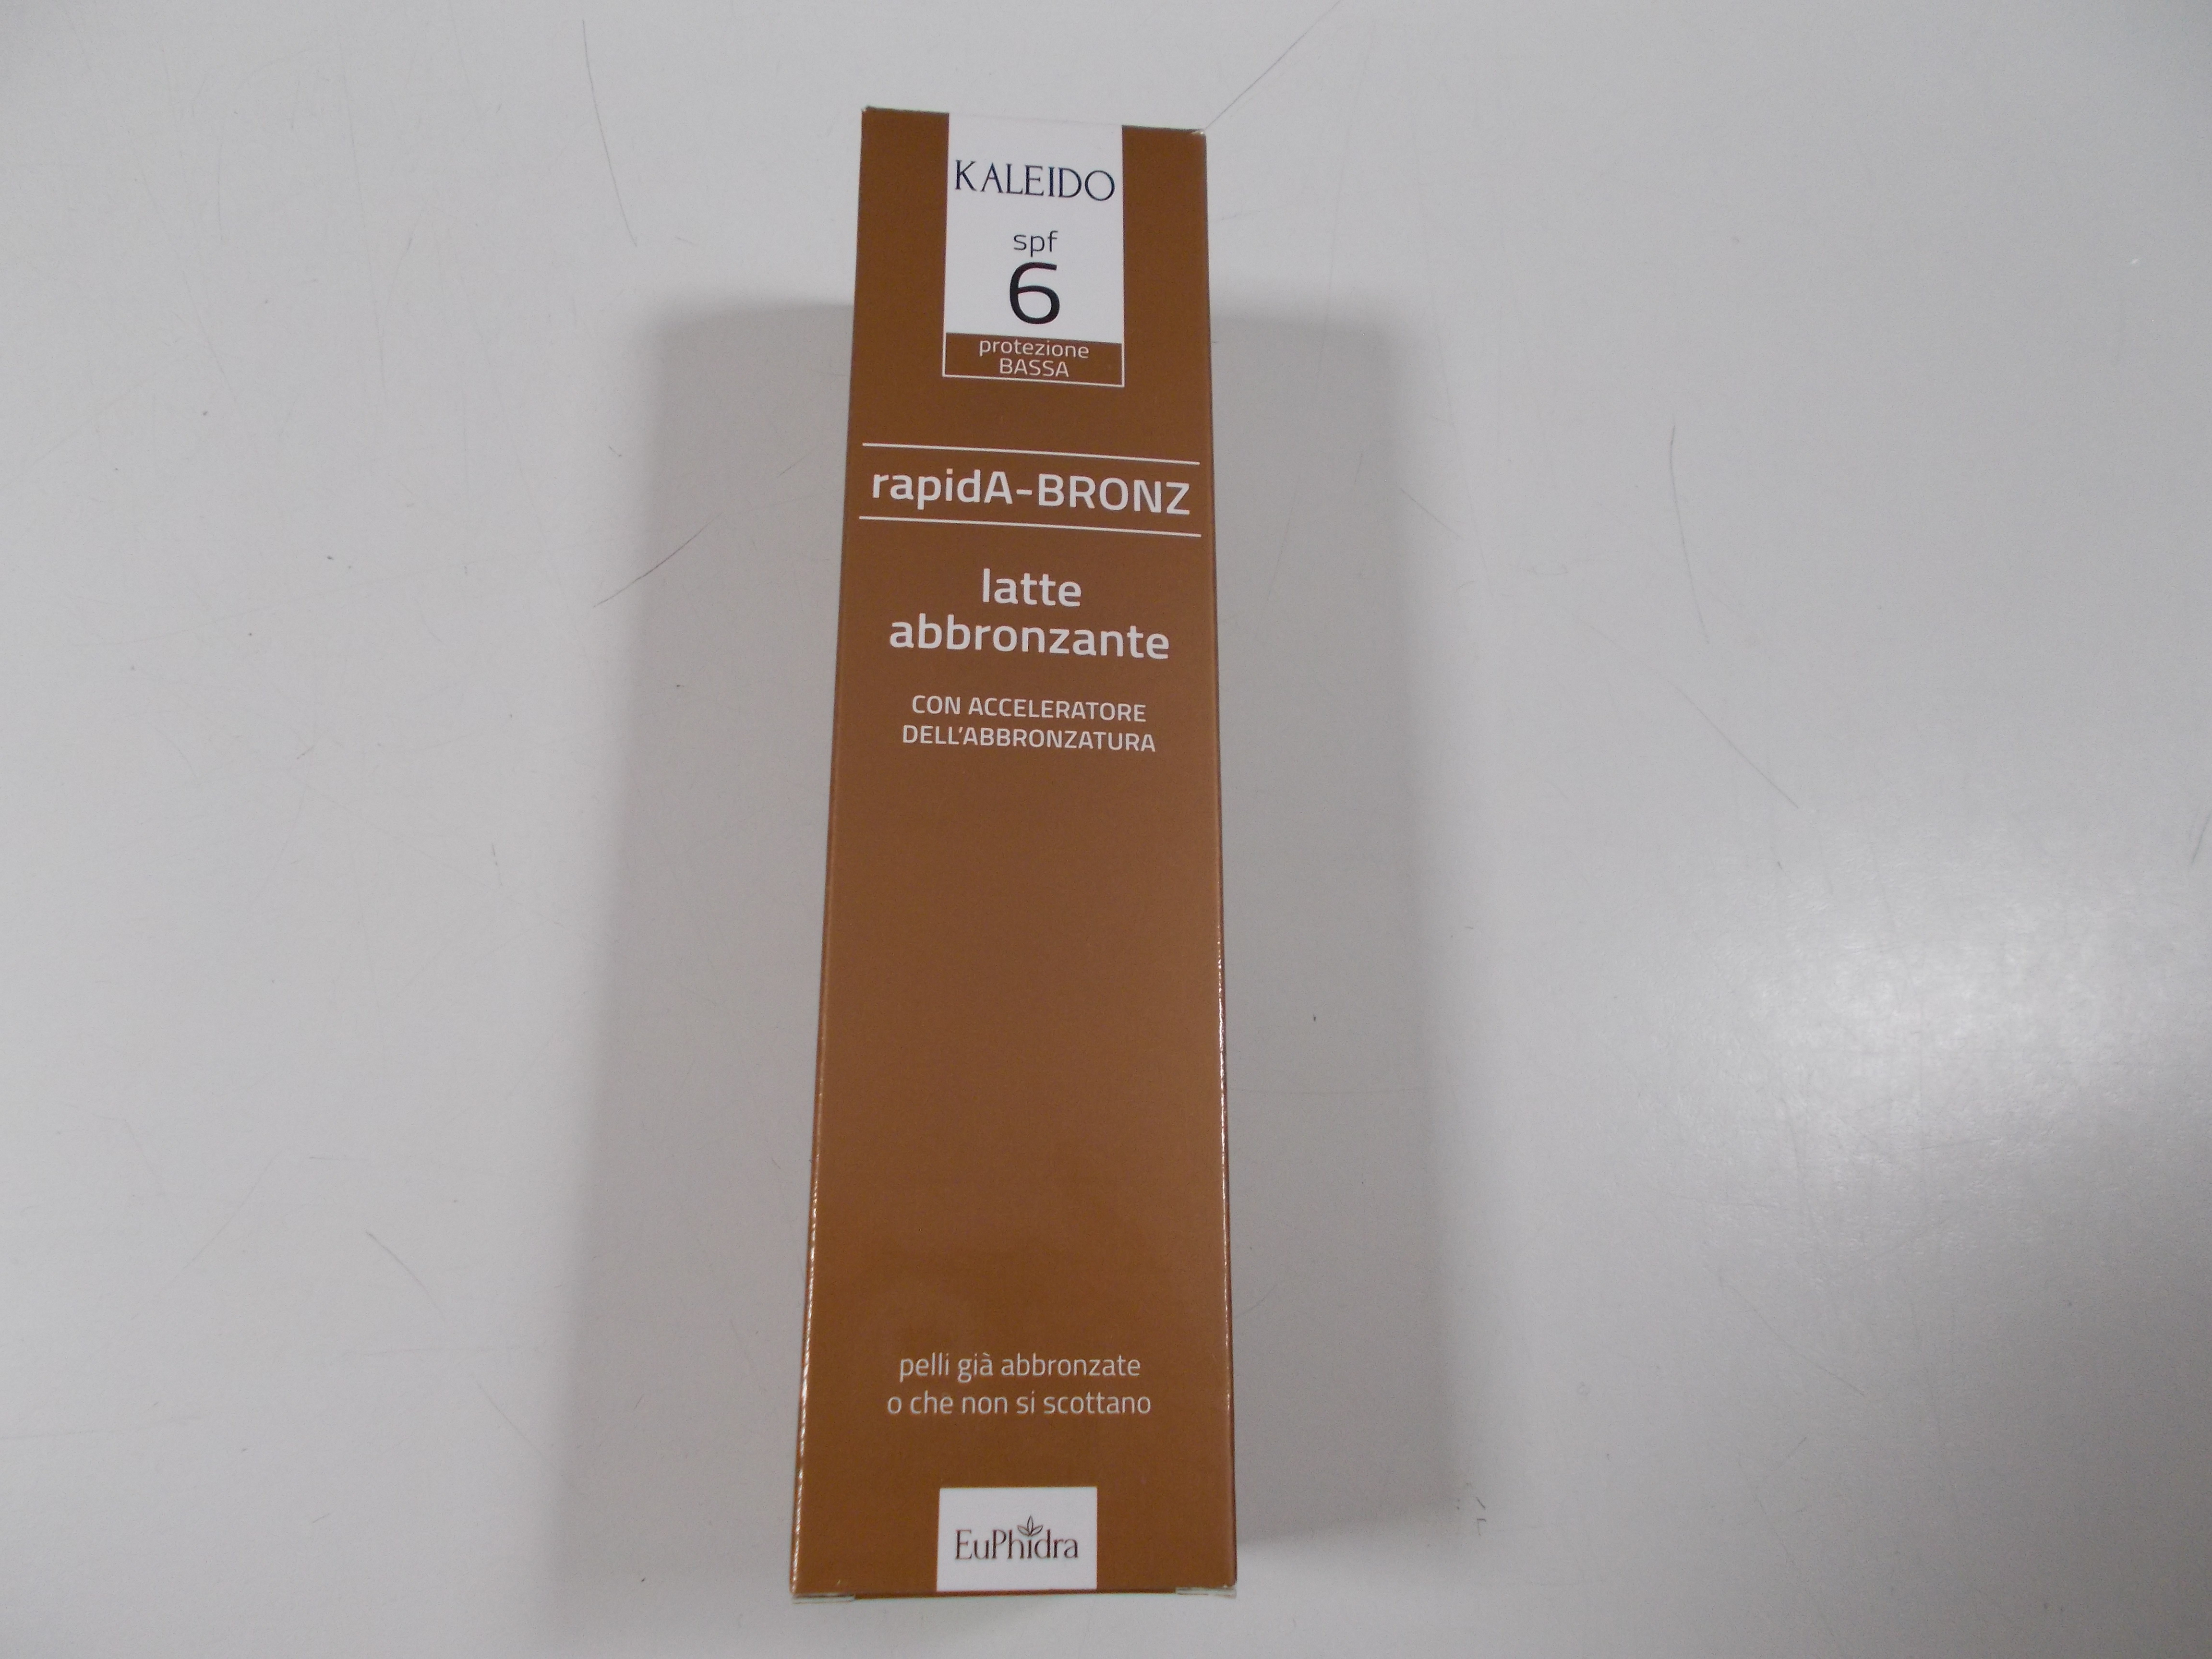 KALEIDO
spf
6
protezione
BASSA
rapidA-BRONZ
latte
abbronzante
CON ACCELERATORE
DELL'ABBRONZATURA
pelli già abbronzate
o che non si scottano
EuPhidra